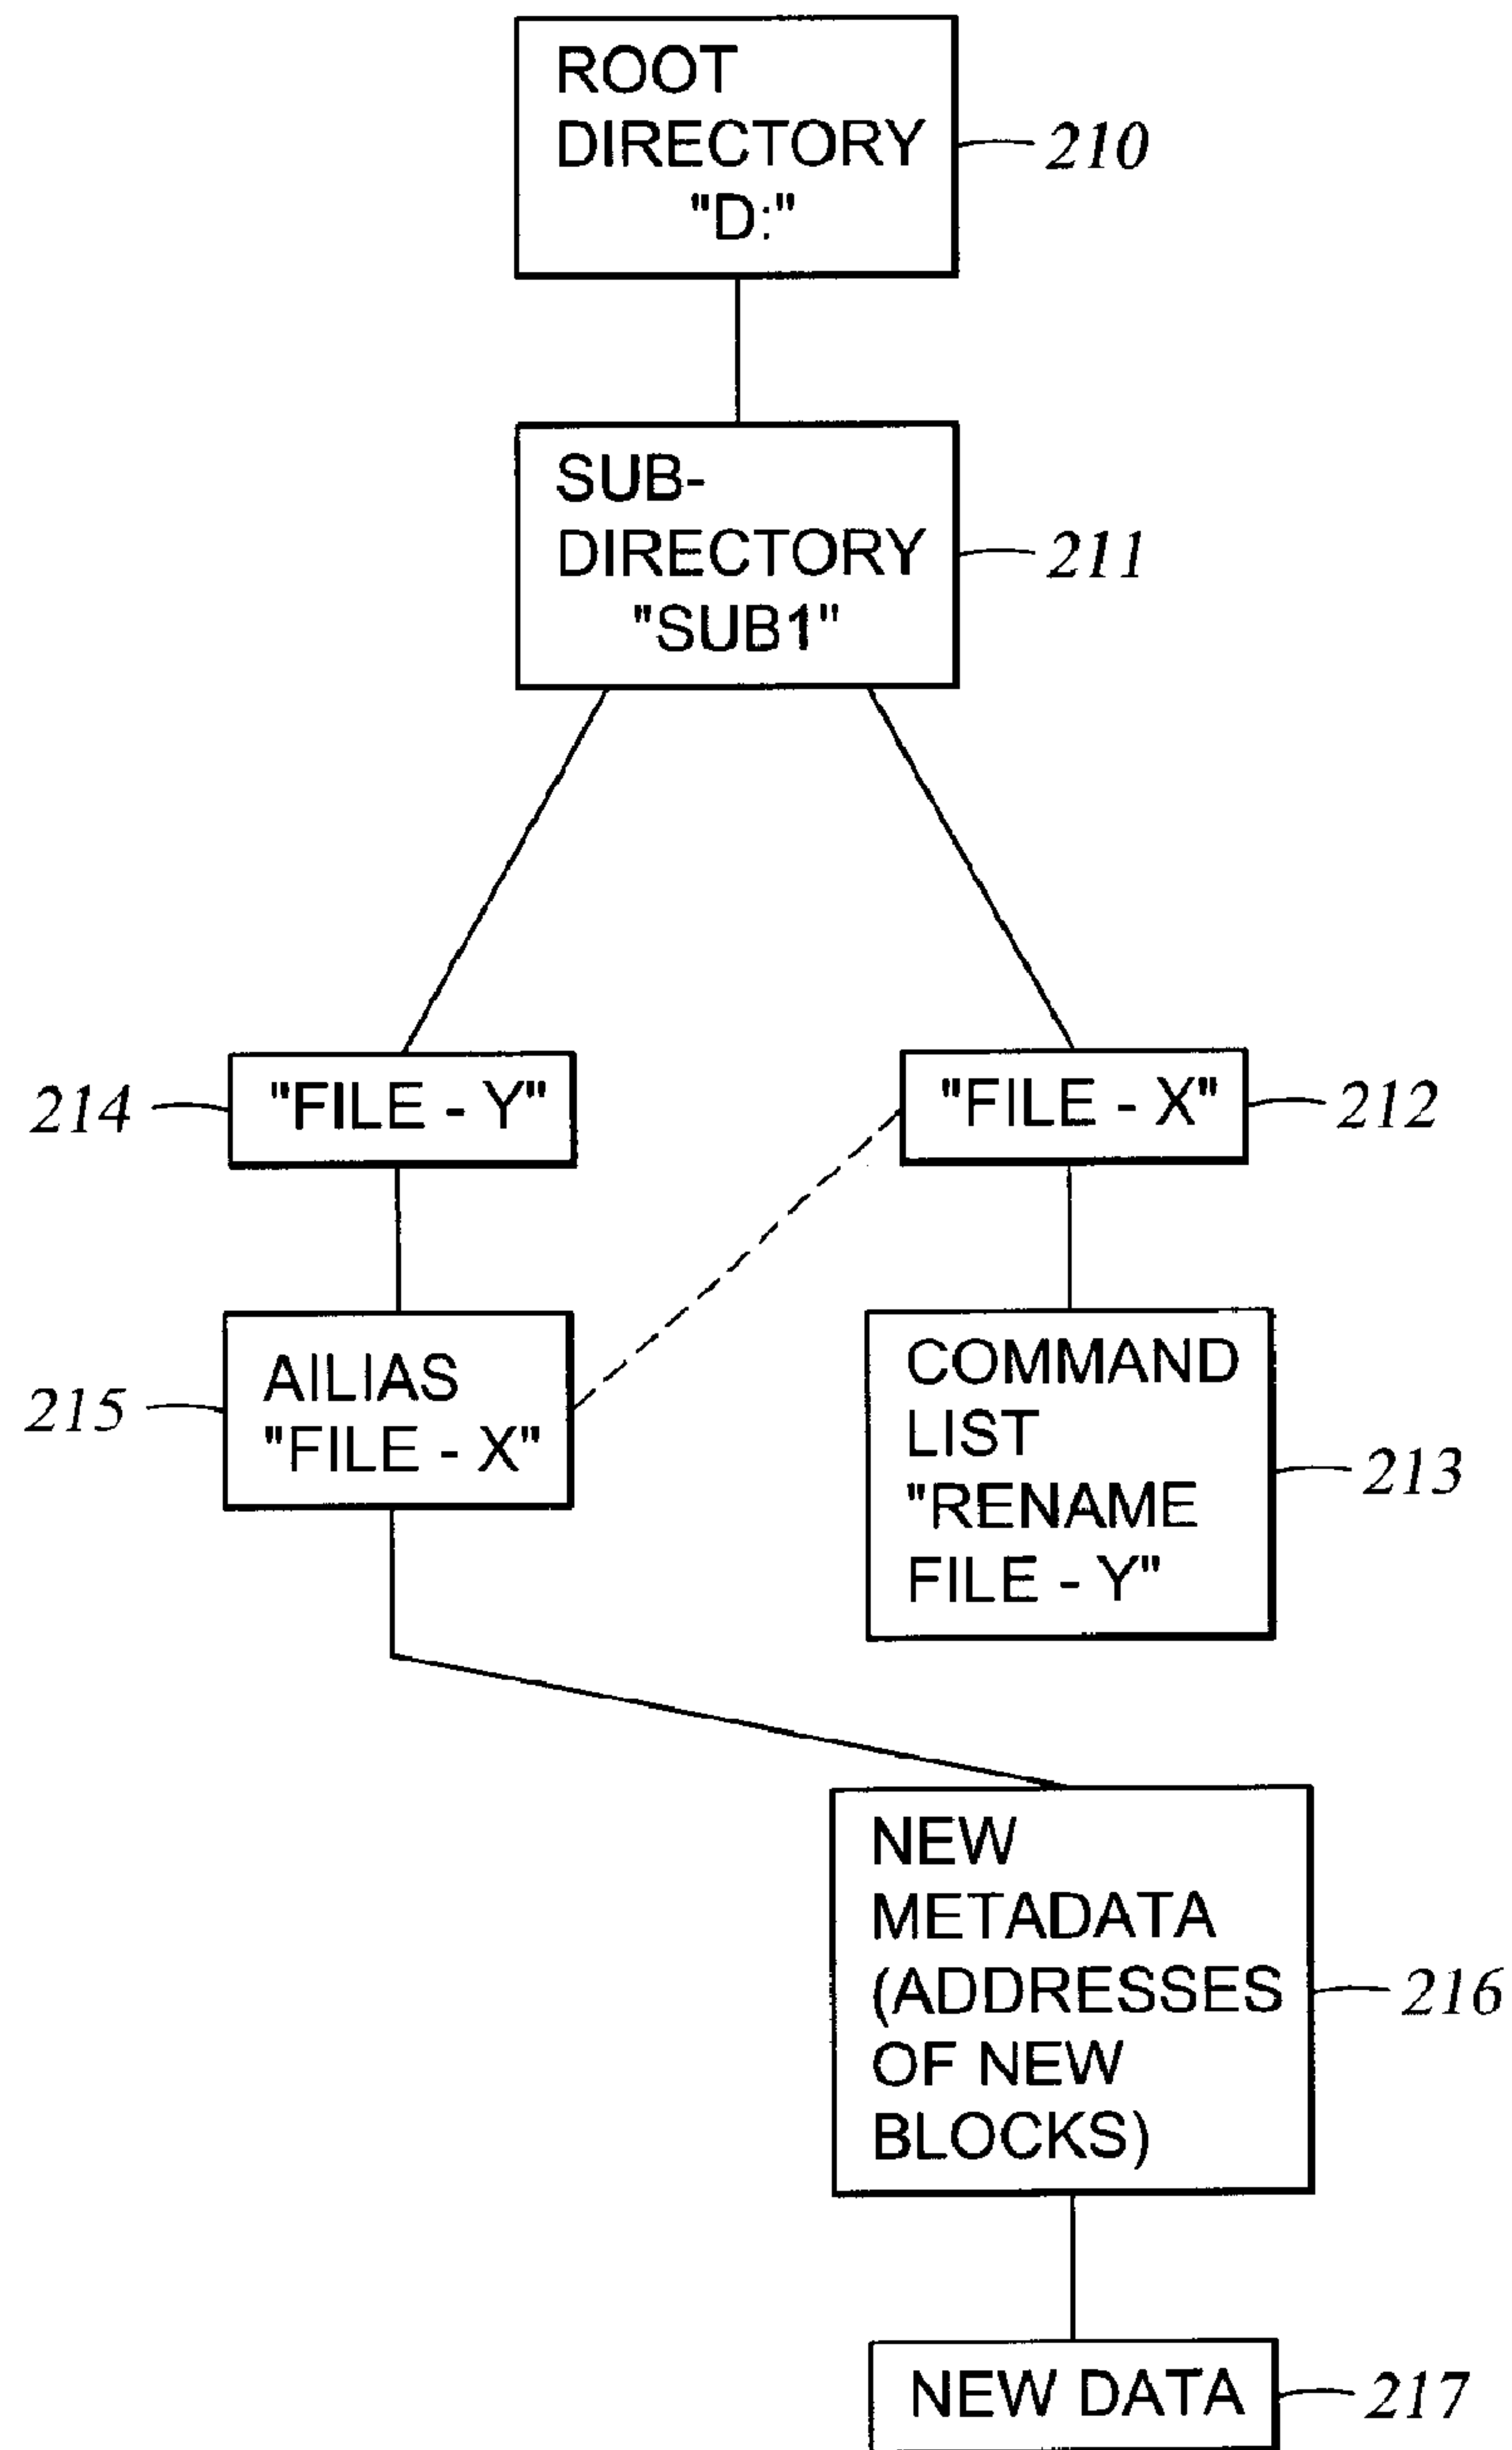 ROOT
DIRECTORY
"D:"
210
SUB-
DIRECTORY
"SUB1"
211
"FILE - Y"
214
"FILE - X"
212
AILIAS
"FILE - X"
215
COMMAND
LIST
"RENAME
FILE - Y"
213
NEW
METADATA
(ADDRESSES
OF NEW
BLOCKS)
216
NEW DATA
217